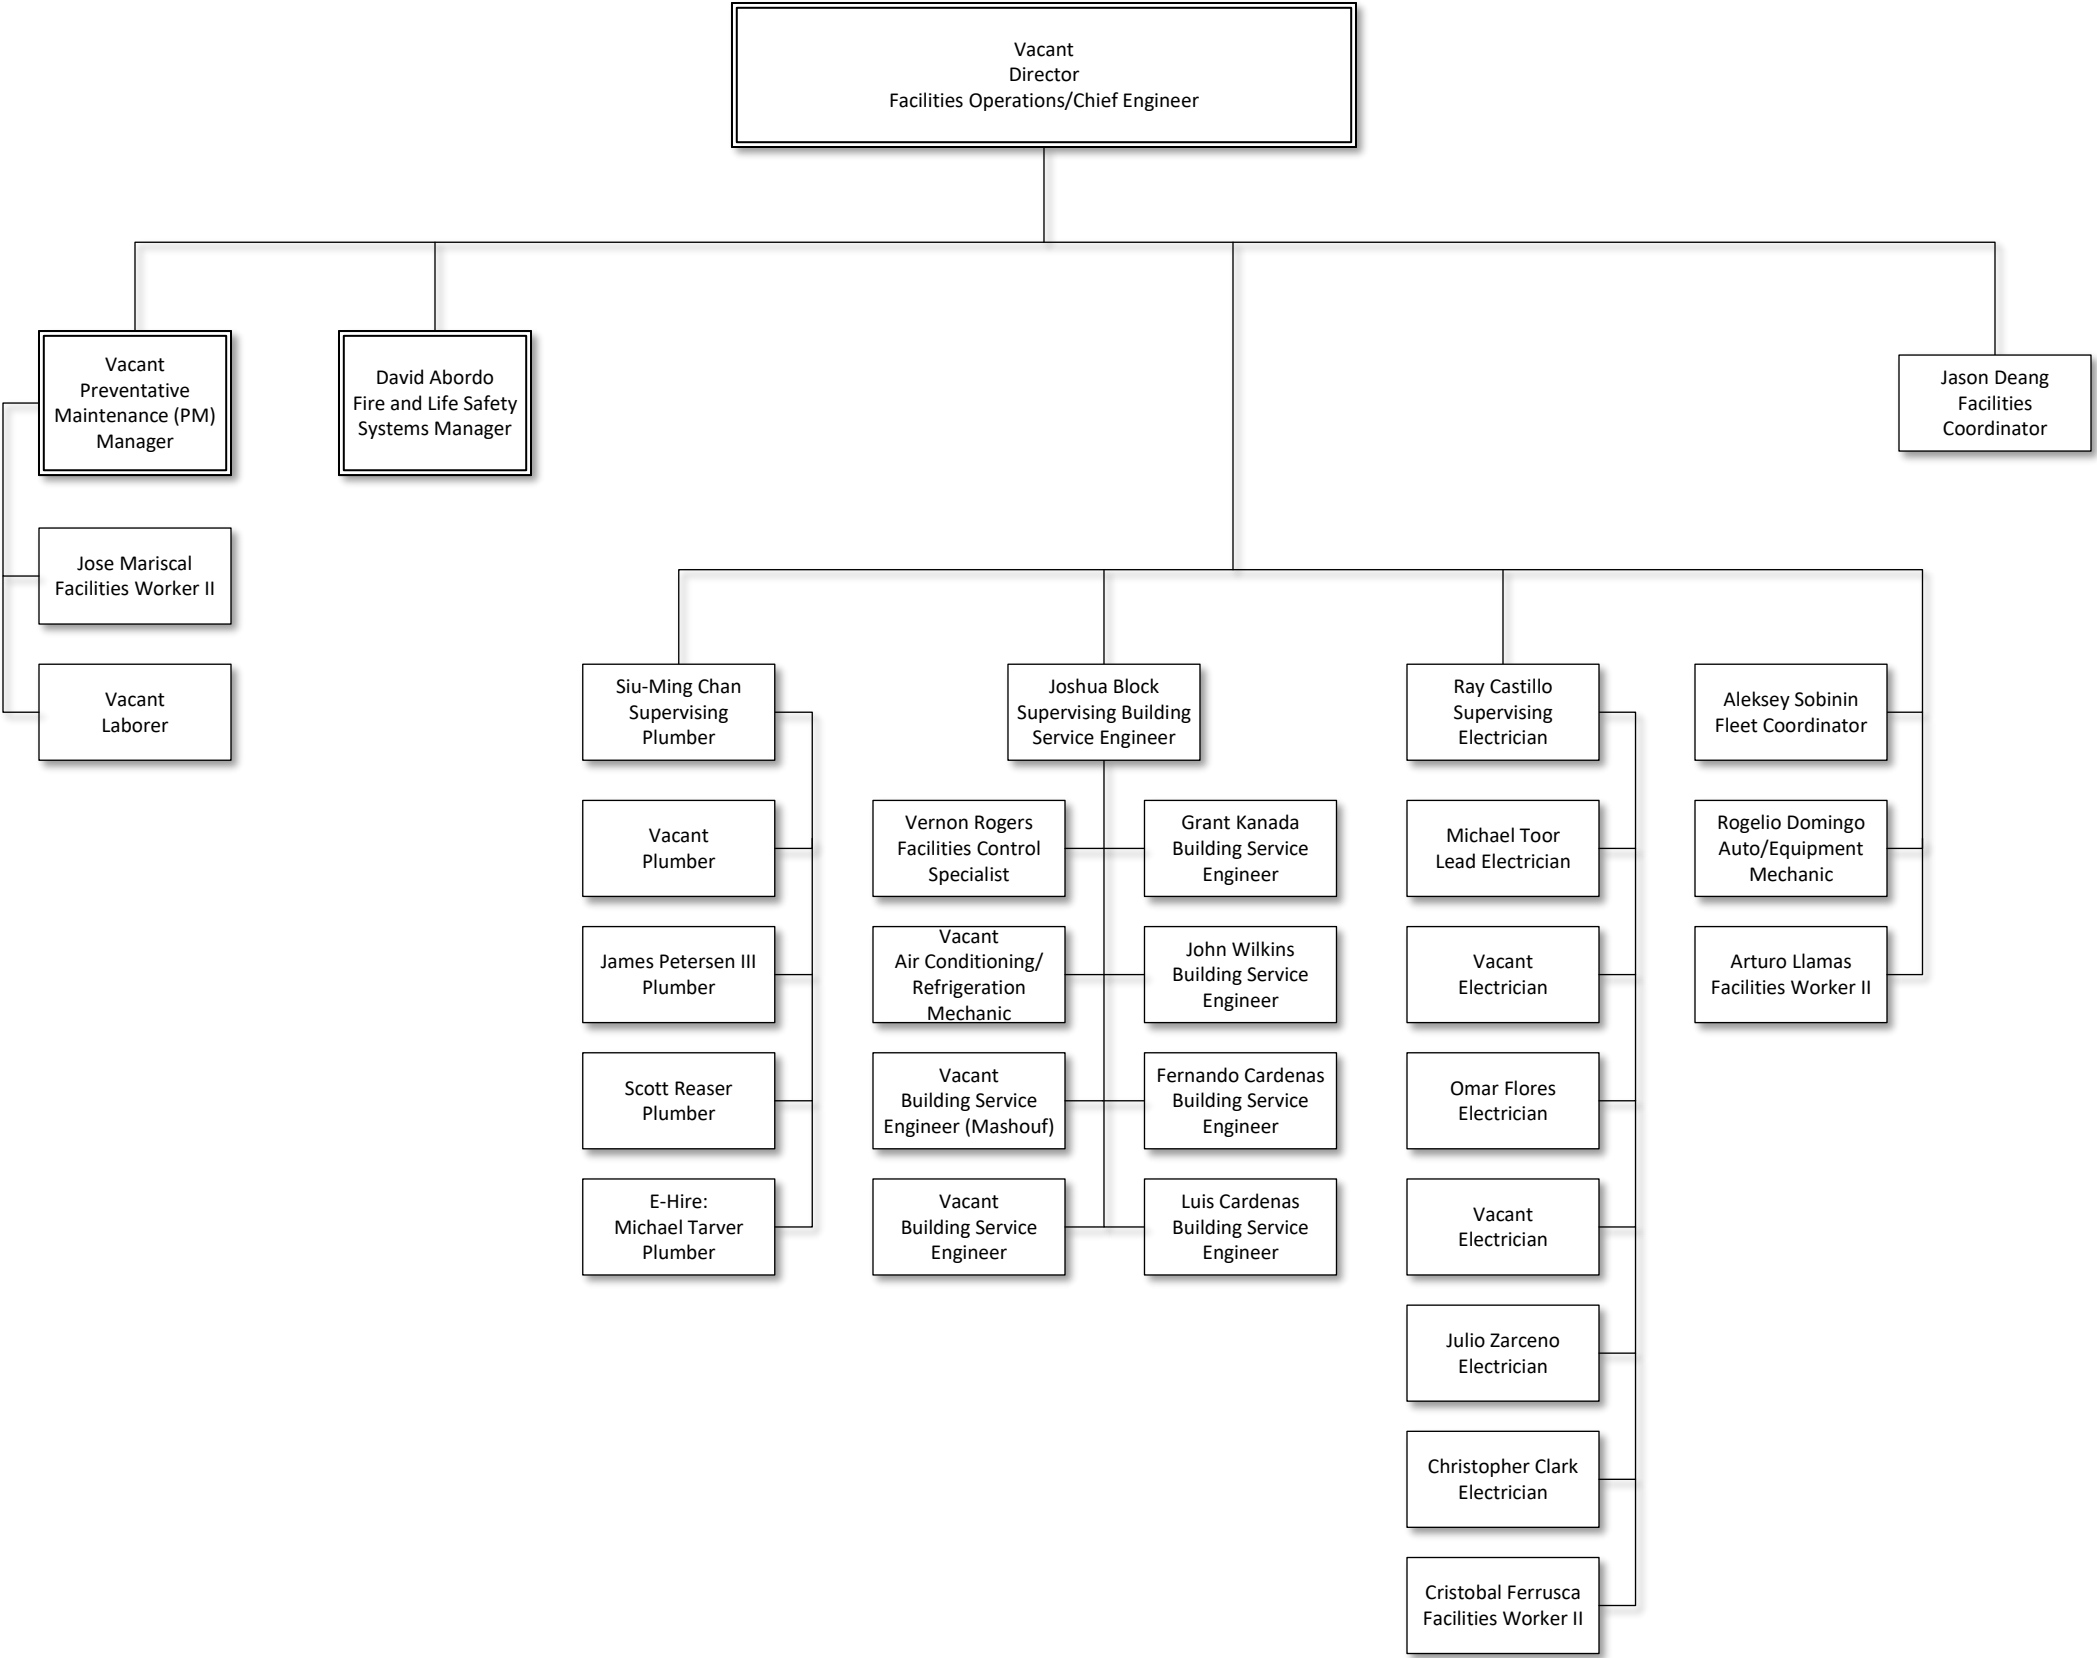 Vacant
Director
Facilities Operations/Chief Engineer
Vacant
Preventative
Maintenance (PM)
Manager
David Abordo
Fire and Life Safety
Systems Manager
Jason Deang
Facilities
Coordinator
Jose Mariscal
Facilities Worker II
Vacant
Laborer
Siu-Ming Chan
Supervising
Plumber
Vacant
Plumber
James Petersen III
Plumber
Scott Reaser
Plumber
E-Hire:
Michael Tarver
Plumber
Joshua Block
Supervising Building
Service Engineer
Vernon Rogers
Facilities Control
Specialist
Vacant
Air Conditioning/
Refrigeration
Mechanic
Vacant
Building Service
Engineer (Mashouf)
Vacant
Building Service
Engineer
Grant Kanada
Building Service
Engineer
John Wilkins
Building Service
Engineer
Fernando Cardenas
Building Service
Engineer
Luis Cardenas
Building Service
Engineer
Ray Castillo
Supervising
Electrician
Michael Toor
Lead Electrician
Vacant
Electrician
Omar Flores
Electrician
Vacant
Electrician
Julio Zarceno
Electrician
Christopher Clark
Electrician
Cristobal Ferrusca
Facilities Worker II
Aleksey Sobinin
Fleet Coordinator
Rogelio Domingo
Auto/Equipment
Mechanic
Arturo Llamas
Facilities Worker II